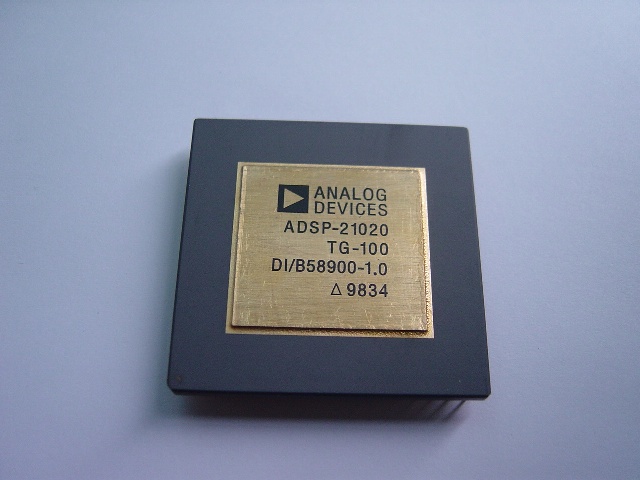 ANALOG
DEVICES
ADSP-21020
TG-100
DI/B58900-1.0
△ 9834